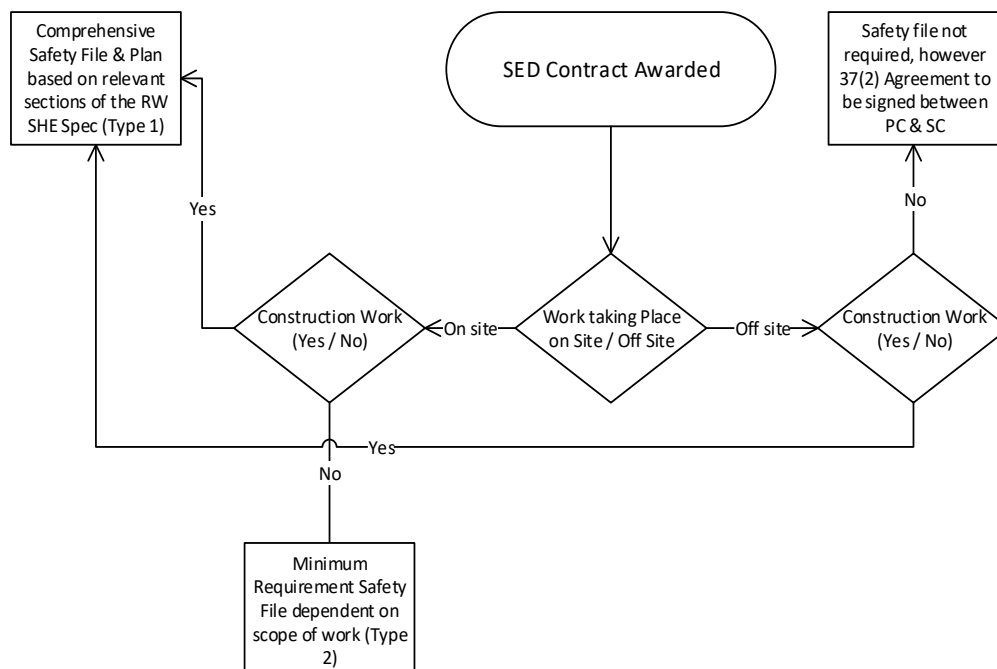 Comprehensive
Safety File & Plan
based on relevant
sections of the RW
SHE Spec (Type 1)
SED Contract Awarded
Safety file not
required, however
37(2) Agreement to
be signed between
PC & SC
Yes
No
Construction Work
(Yes / No)
On site
Work taking Place
on Site / Off Site
Off site
Construction Work
(Yes / No)
Yes
No
Minimum
Requirement Safety
File dependent on
scope of work (Type
2)